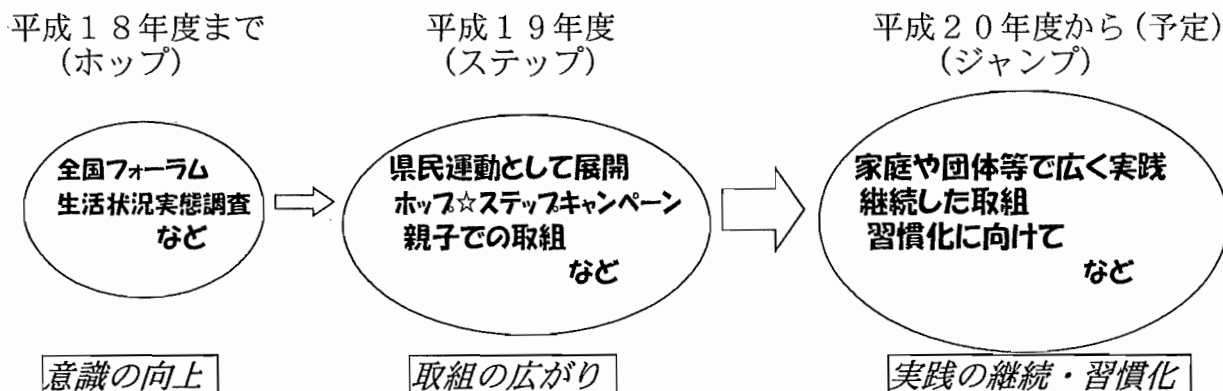 平成１８年度まで
(ホップ)
全国フォーラム
生活状況実態調査
など
意識の向上
平成１９年度
(ステップ)
県民運動として展開
ホップ☆ステップキャンペーン
親子での取組
など
取組の広がり
平成２０年度から(予定)
(ジャンプ)
家庭や団体等で広く実践
継続した取組
習慣化に向けて
など
実践の継続・習慣化